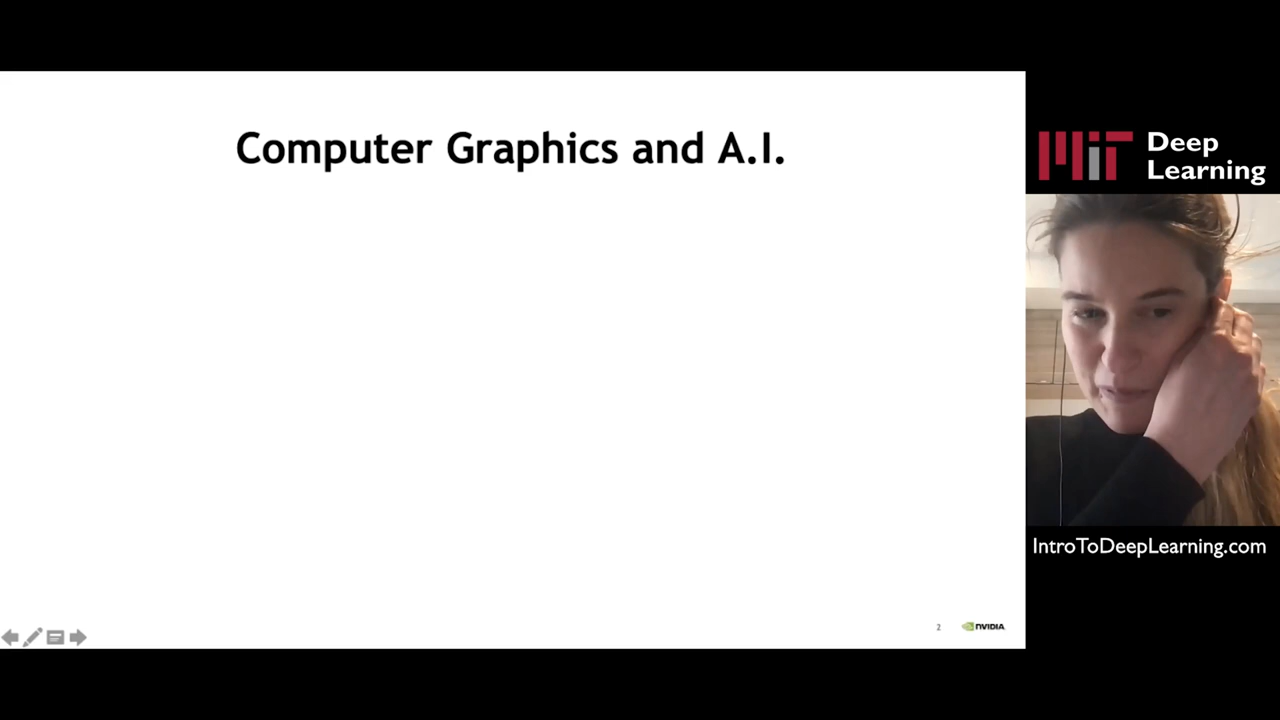 Computer Graphics and A.I.
MIT Deep
Learning
IntroToDeepLearning.com
2 NVIDIA